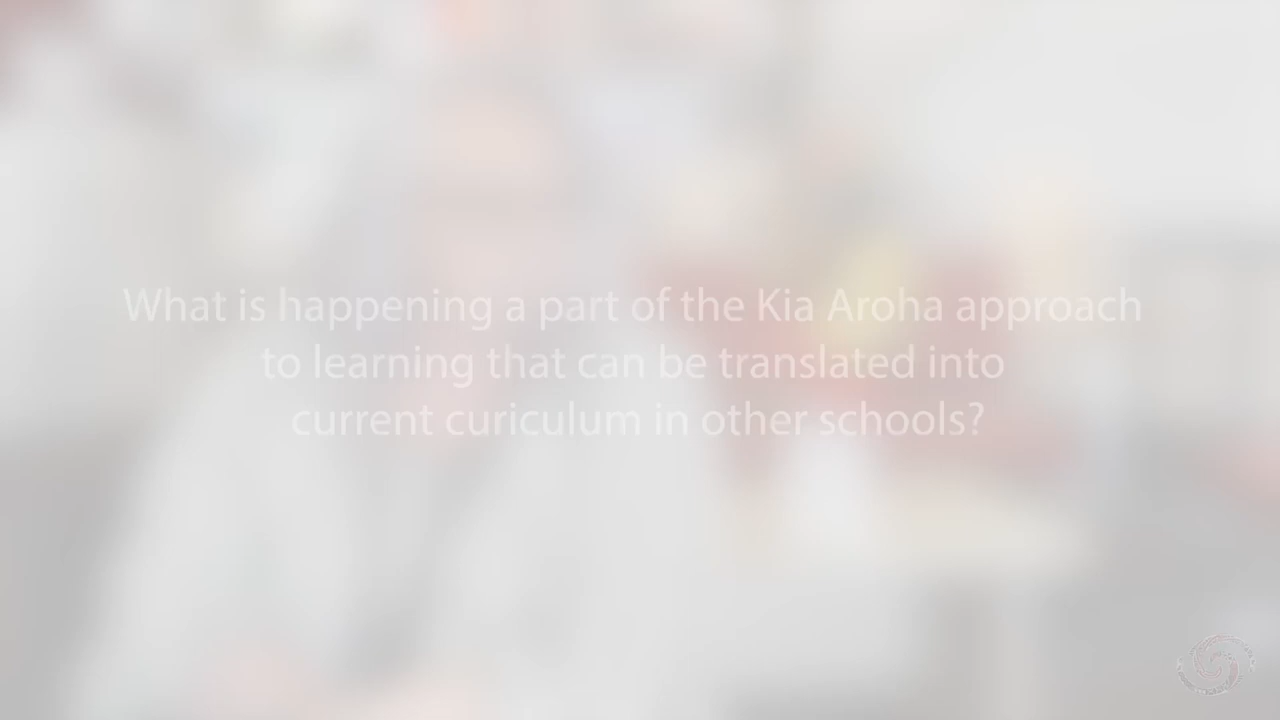 What is happening a part of the Kia Aroha approach
to learning that can be translated into
current curiculum in other schools?